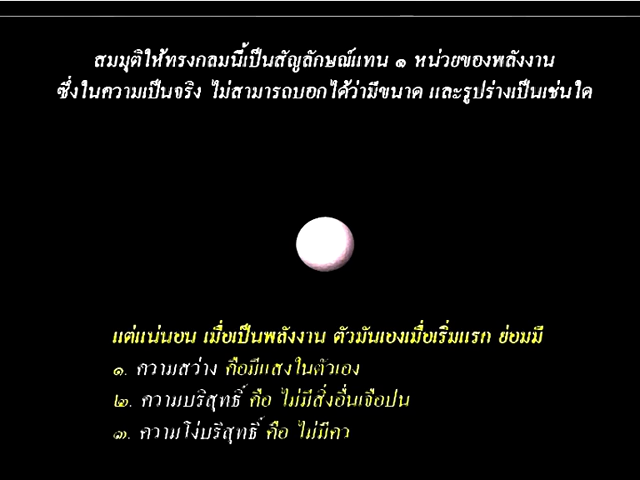 สมมุติให้ทรงกลมนี้เป็นสัญลักษณ์แทน ๑ หน่วยของพลังงาน
ซึ่งในความเป็นจริง ไม่สามารถบอกได้ว่ามีขนาด และรูปร่างเป็นเช่นใด
แต่แน่นอน เมื่อเป็นพลังงาน ตัวมันเองเมื่อเริ่มแรก ย่อมมี
๑. ความสว่าง คือมีแสงในตัวเอง
๒. ความบริสุทธิ์ คือ ไม่มีสิ่งอื่นเจือปน
๓. ความโง่บริสุทธิ์ คือ ไม่มีคว